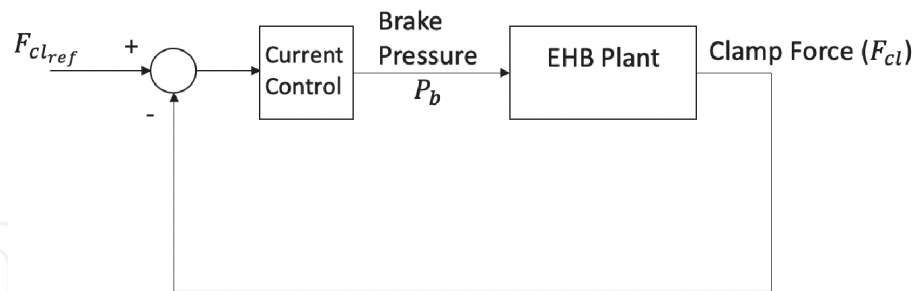 F_{cl_{ref}}
+
-
Current
Control
Brake
Pressure
P_b
EHB Plant
Clamp Force (F_{cl})